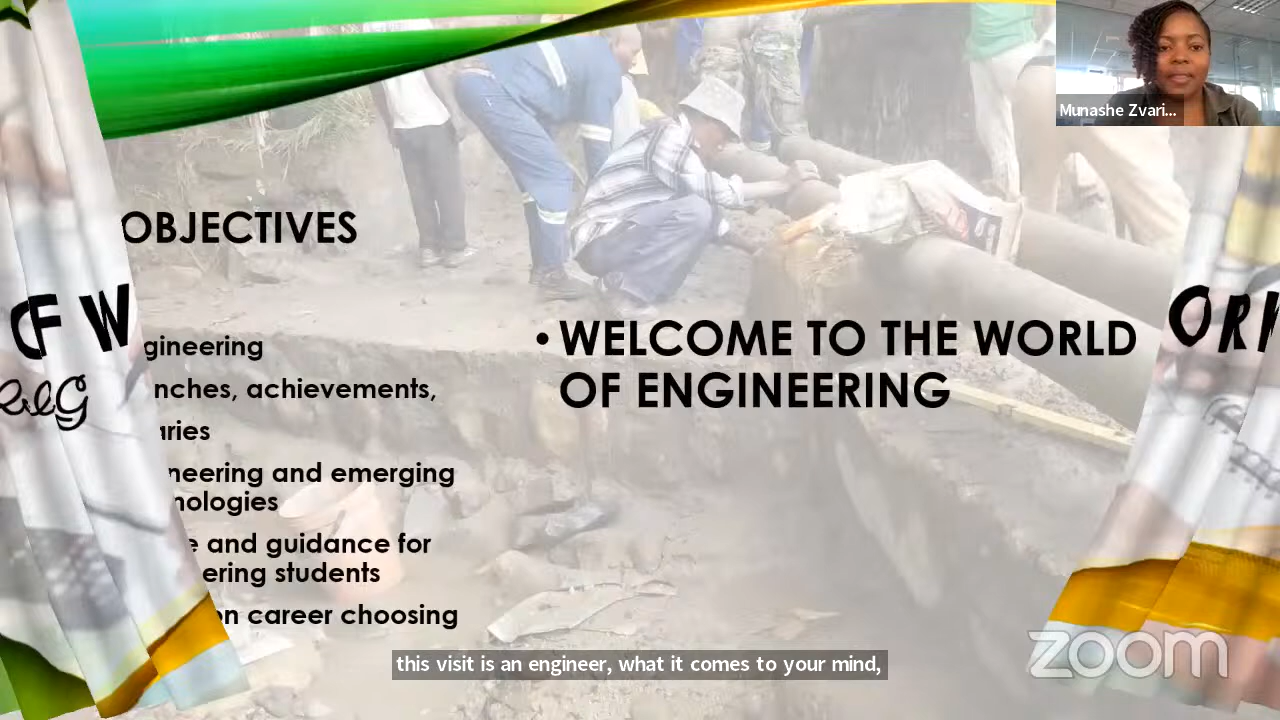 Munashe Zvari...
OBJECTIVES
gineering
nches, achievements,
aries
neering and emerging
nologies
e and guidance for
ering students
on career choosing
• WELCOME TO THE WORLD
OF ENGINEERING
this visit is an engineer, what it comes to your mind,
zoom